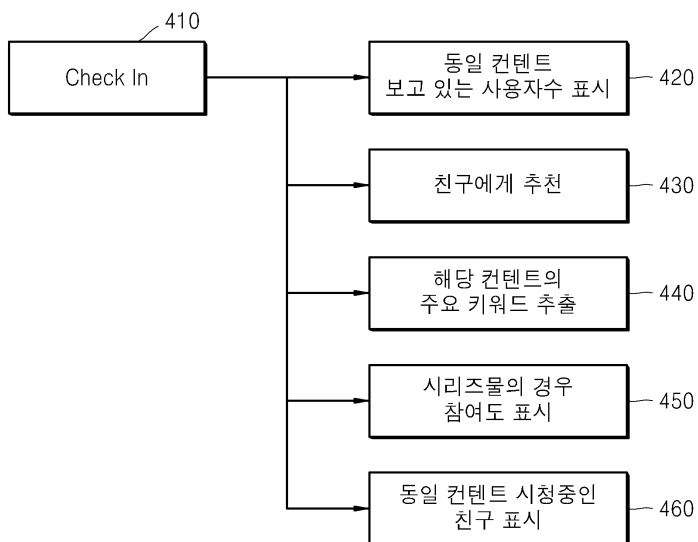 410
Check In
동일 컨텐트
보고 있는 사용자수 표시
420
친구에게 추천
430
해당 컨텐트의
주요 키워드 추출
440
시리즈물의 경우
참여도 표시
450
동일 컨텐트 시청중인
친구 표시
460